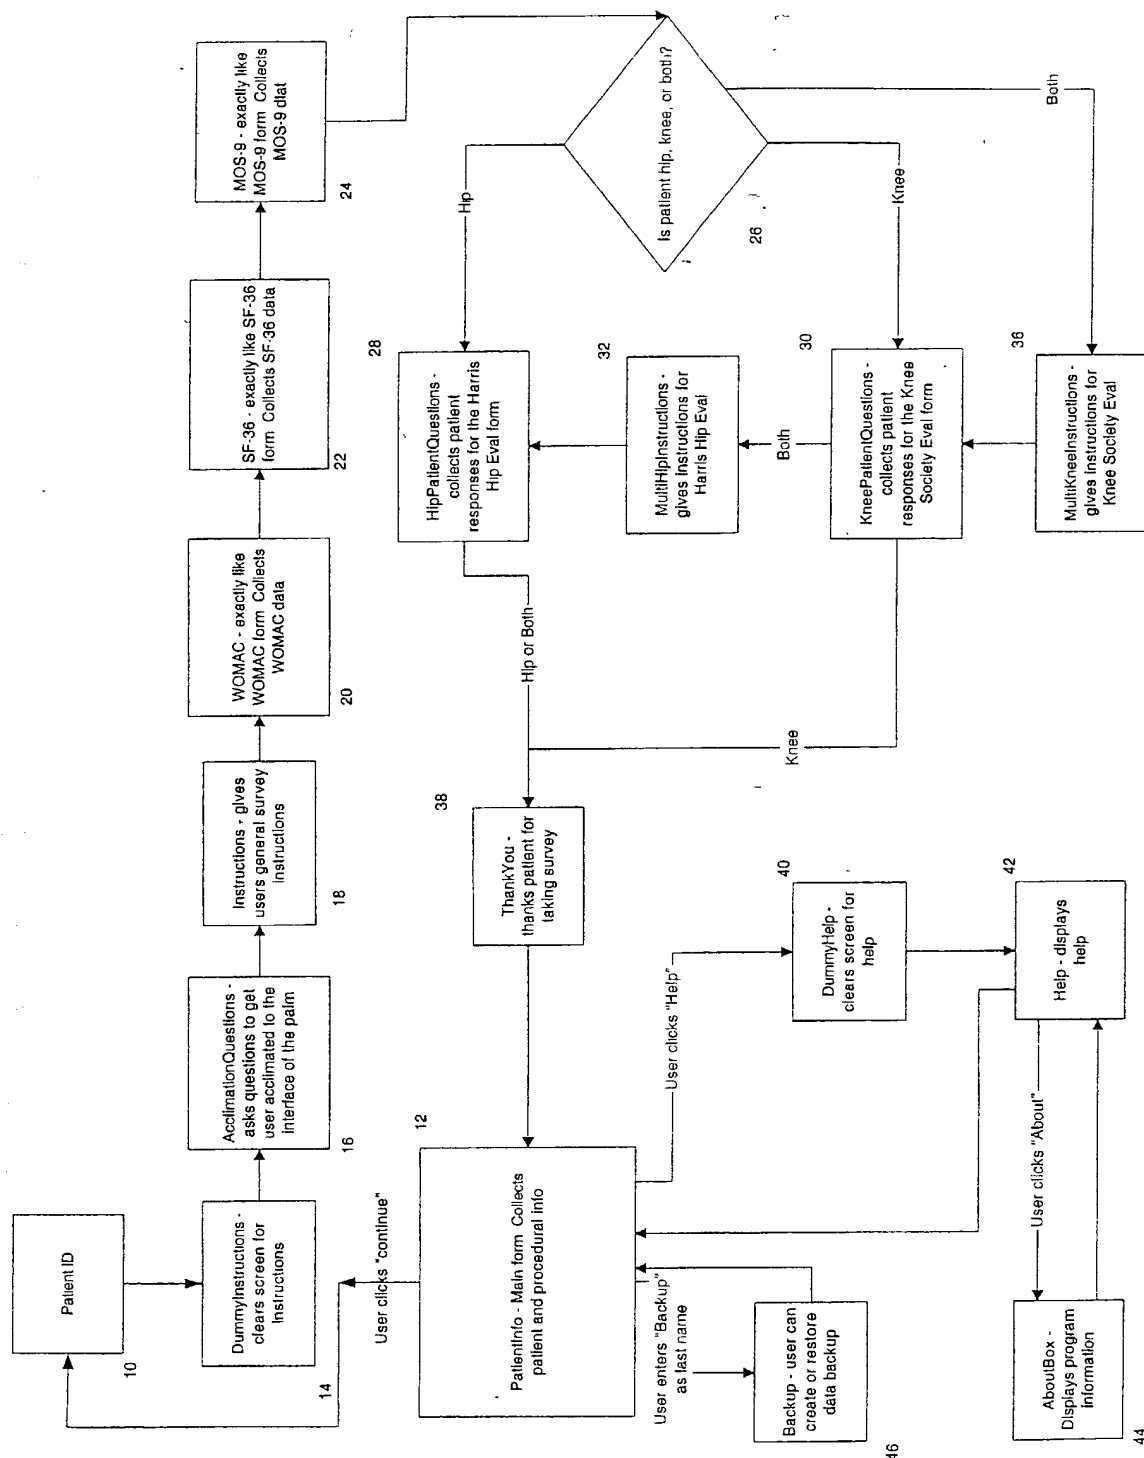 Patient ID
10
DummyInstructions -
clears screen for
Instructions
14
AcclimationQuestions -
asks questions to get
user acclimated to the
interface of the palm
16
Instructions - gives
users general survey
instructions
18
WOMAC - exactly like
WOMAC form Collects
WOMAC data
20
SF-36 - exactly like SF-36
form Collects SF-36 data
22
MOS-9 - exactly like
MOS-9 form Collects
MOS-9 dlat
24
User clicks "continue"
PatientInfo - Main form Collects
patient and procedural info
12
ThankYou -
thanks patient for
taking survey
38
Hip or Both
Knee
HipPatientQuestions -
collects patient
responses for the Harris
Hip Eval form
28
Hip
Is patient hip, knee, or both?
26
MultiHipInstructions -
gives instructions for
Harris Hip Eval
32
Both
KneePatientQuestions -
collects patient
responses for the Knee
Society Eval form
30
Knee
MultiKneeInstructions -
gives instructions for
Knee Society Eval
36
Both
User enters "Backup"
as last name
Backup - user can
create or restore
data backup
46
User clicks "Help"
DummyHelp -
clears screen for
help
40
Help - displays
help
42
User clicks "About"
AboutBox -
Displays program
information
44